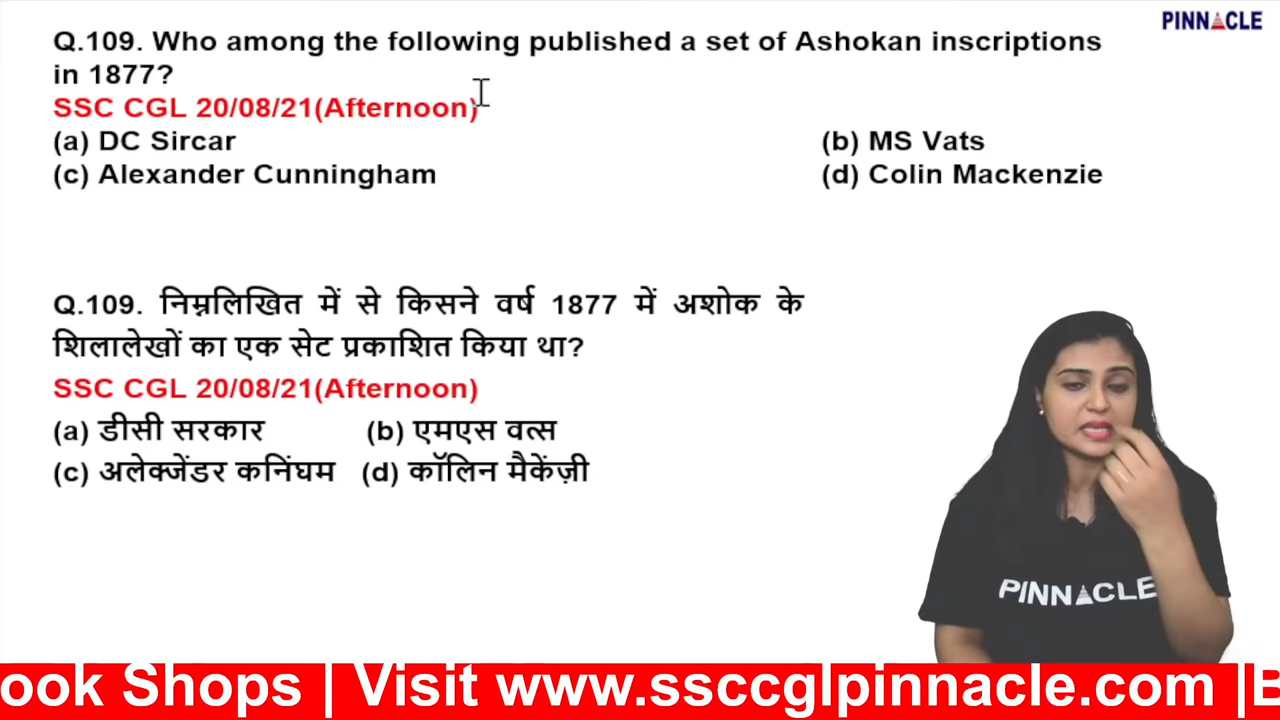 PINNACLE
Q.109. Who among the following published a set of Ashokan inscriptions
in 1877?
SSC CGL 20/08/21(Afternoon)
(a) DC Sircar (b) MS Vats
(c) Alexander Cunningham (d) Colin Mackenzie
Q.109. निम्नलिखित में से किसने वर्ष 1877 में अशोक के
शिलालेखों का एक सेट प्रकाशित किया था?
SSC CGL 20/08/21(Afternoon)
(a) डीसी सरकार (b) एमएस वत्स
(c) अलेक्जेंडर कनिंघम (d) कॉलिन मैकेंज़ी
PINNACLE
ook Shops | Visit www.ssccglpinnacle.com |B